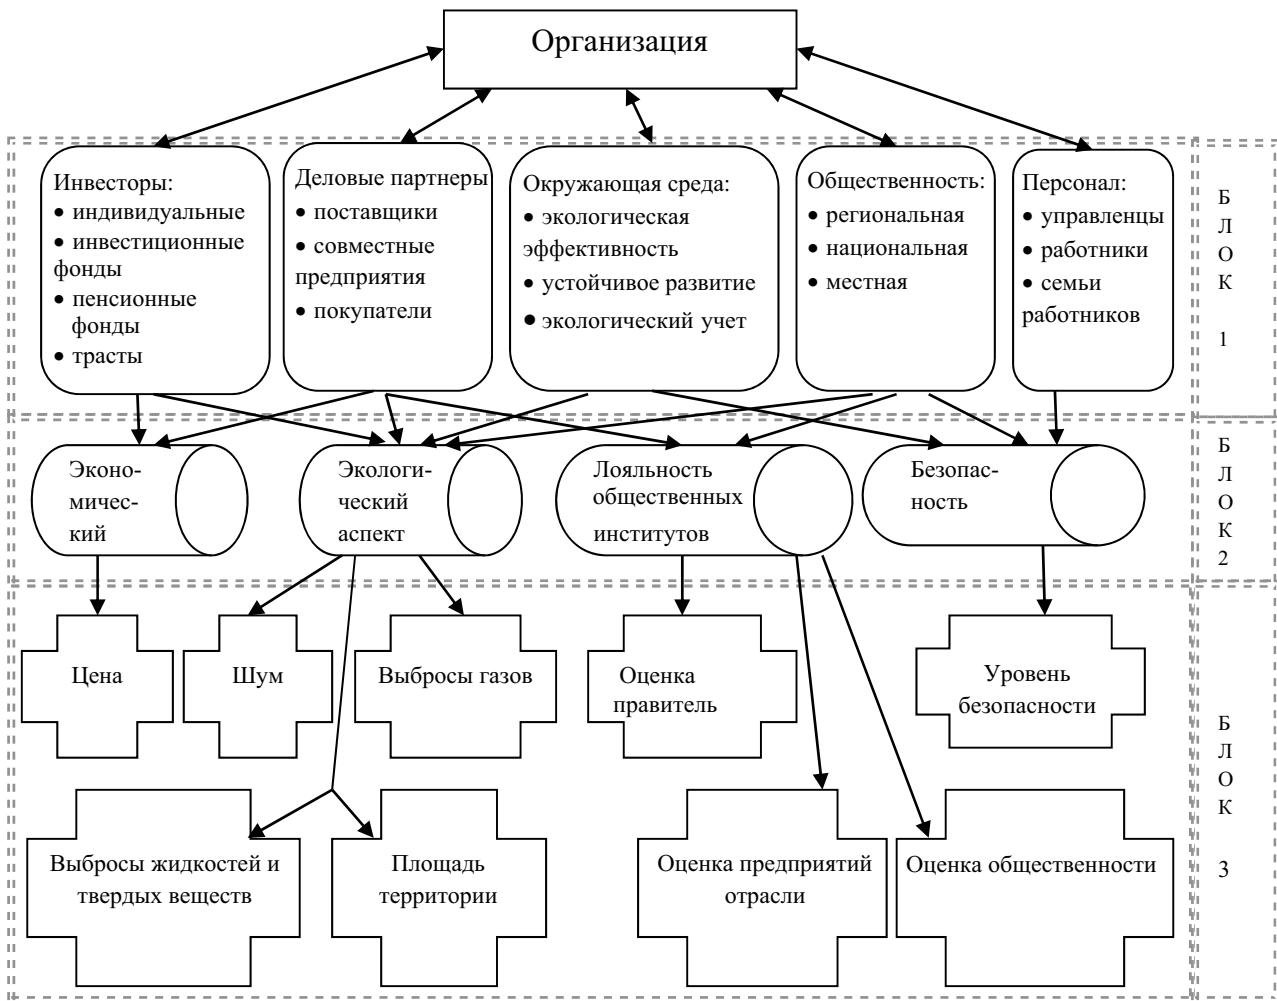 Организация
Инвесторы:
• индивидуальные
• инвестиционные
фонды
• пенсионные
фонды
• трасты
Деловые партнеры
• поставщики
• совместные
предприятия
• покупатели
Окружающая среда:
• экологическая
эффективность
• устойчивое развитие
• экологический учет
Общественность:
• региональная
• национальная
• местная
Персонал:
• управленцы
• работники
• семьи
работников
Б
Л
О
К
1
Эконо-
мичес-
кий
Экологи-
ческий
аспект
Лояльность
общественных
институтов
Безопас-
ность
Б
Л
О
К
2
Цена
Шум
Выбросы газов
Оценка
правитель
Уровень
безопасности
Выбросы жидкостей и
твердых веществ
Площадь
территории
Оценка предприятий
отрасли
Оценка общественности
Б
Л
О
К
3